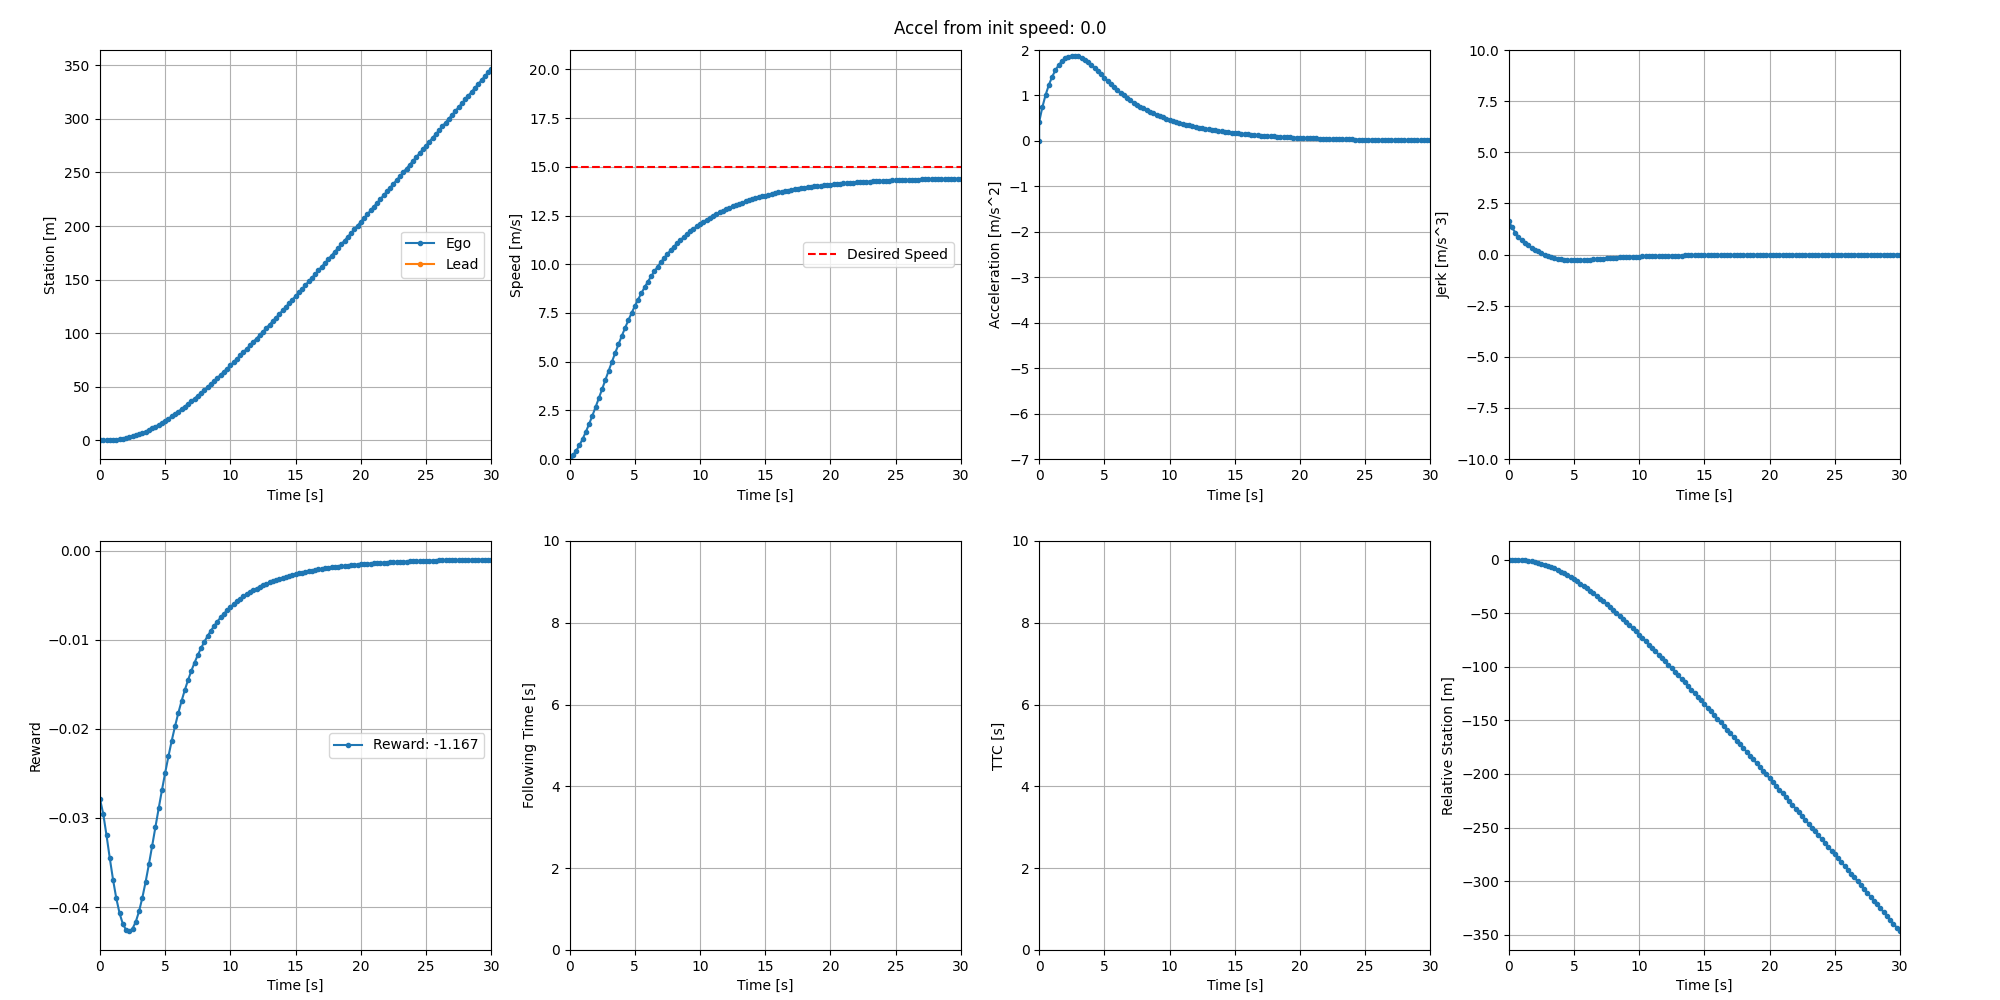 Accel from init speed: 0.0
350
300
250
200
150
100
50
0
Station [m]
Ego
Lead
0 5 10 15 20 25 30
Time [s]
20.0
17.5
15.0
12.5
10.0
7.5
5.0
2.5
0.0
Speed [m/s]
Desired Speed
0 5 10 15 20 25 30
Time [s]
2
1
0
−1
−2
−3
−4
−5
−6
−7
Acceleration [m/s^2]
0 5 10 15 20 25 30
Time [s]
10.0
7.5
5.0
2.5
0.0
−2.5
−5.0
−7.5
−10.0
Jerk [m/s^3]
0 5 10 15 20 25 30
Time [s]
0.00
−0.01
−0.02
−0.03
−0.04
Reward
Reward: -1.167
0 5 10 15 20 25 30
Time [s]
10
8
6
4
2
0
Following Time [s]
0 5 10 15 20 25 30
Time [s]
10
8
6
4
2
0
TTC [s]
0 5 10 15 20 25 30
Time [s]
0
−50
−100
−150
−200
−250
−300
−350
Relative Station [m]
0 5 10 15 20 25 30
Time [s]